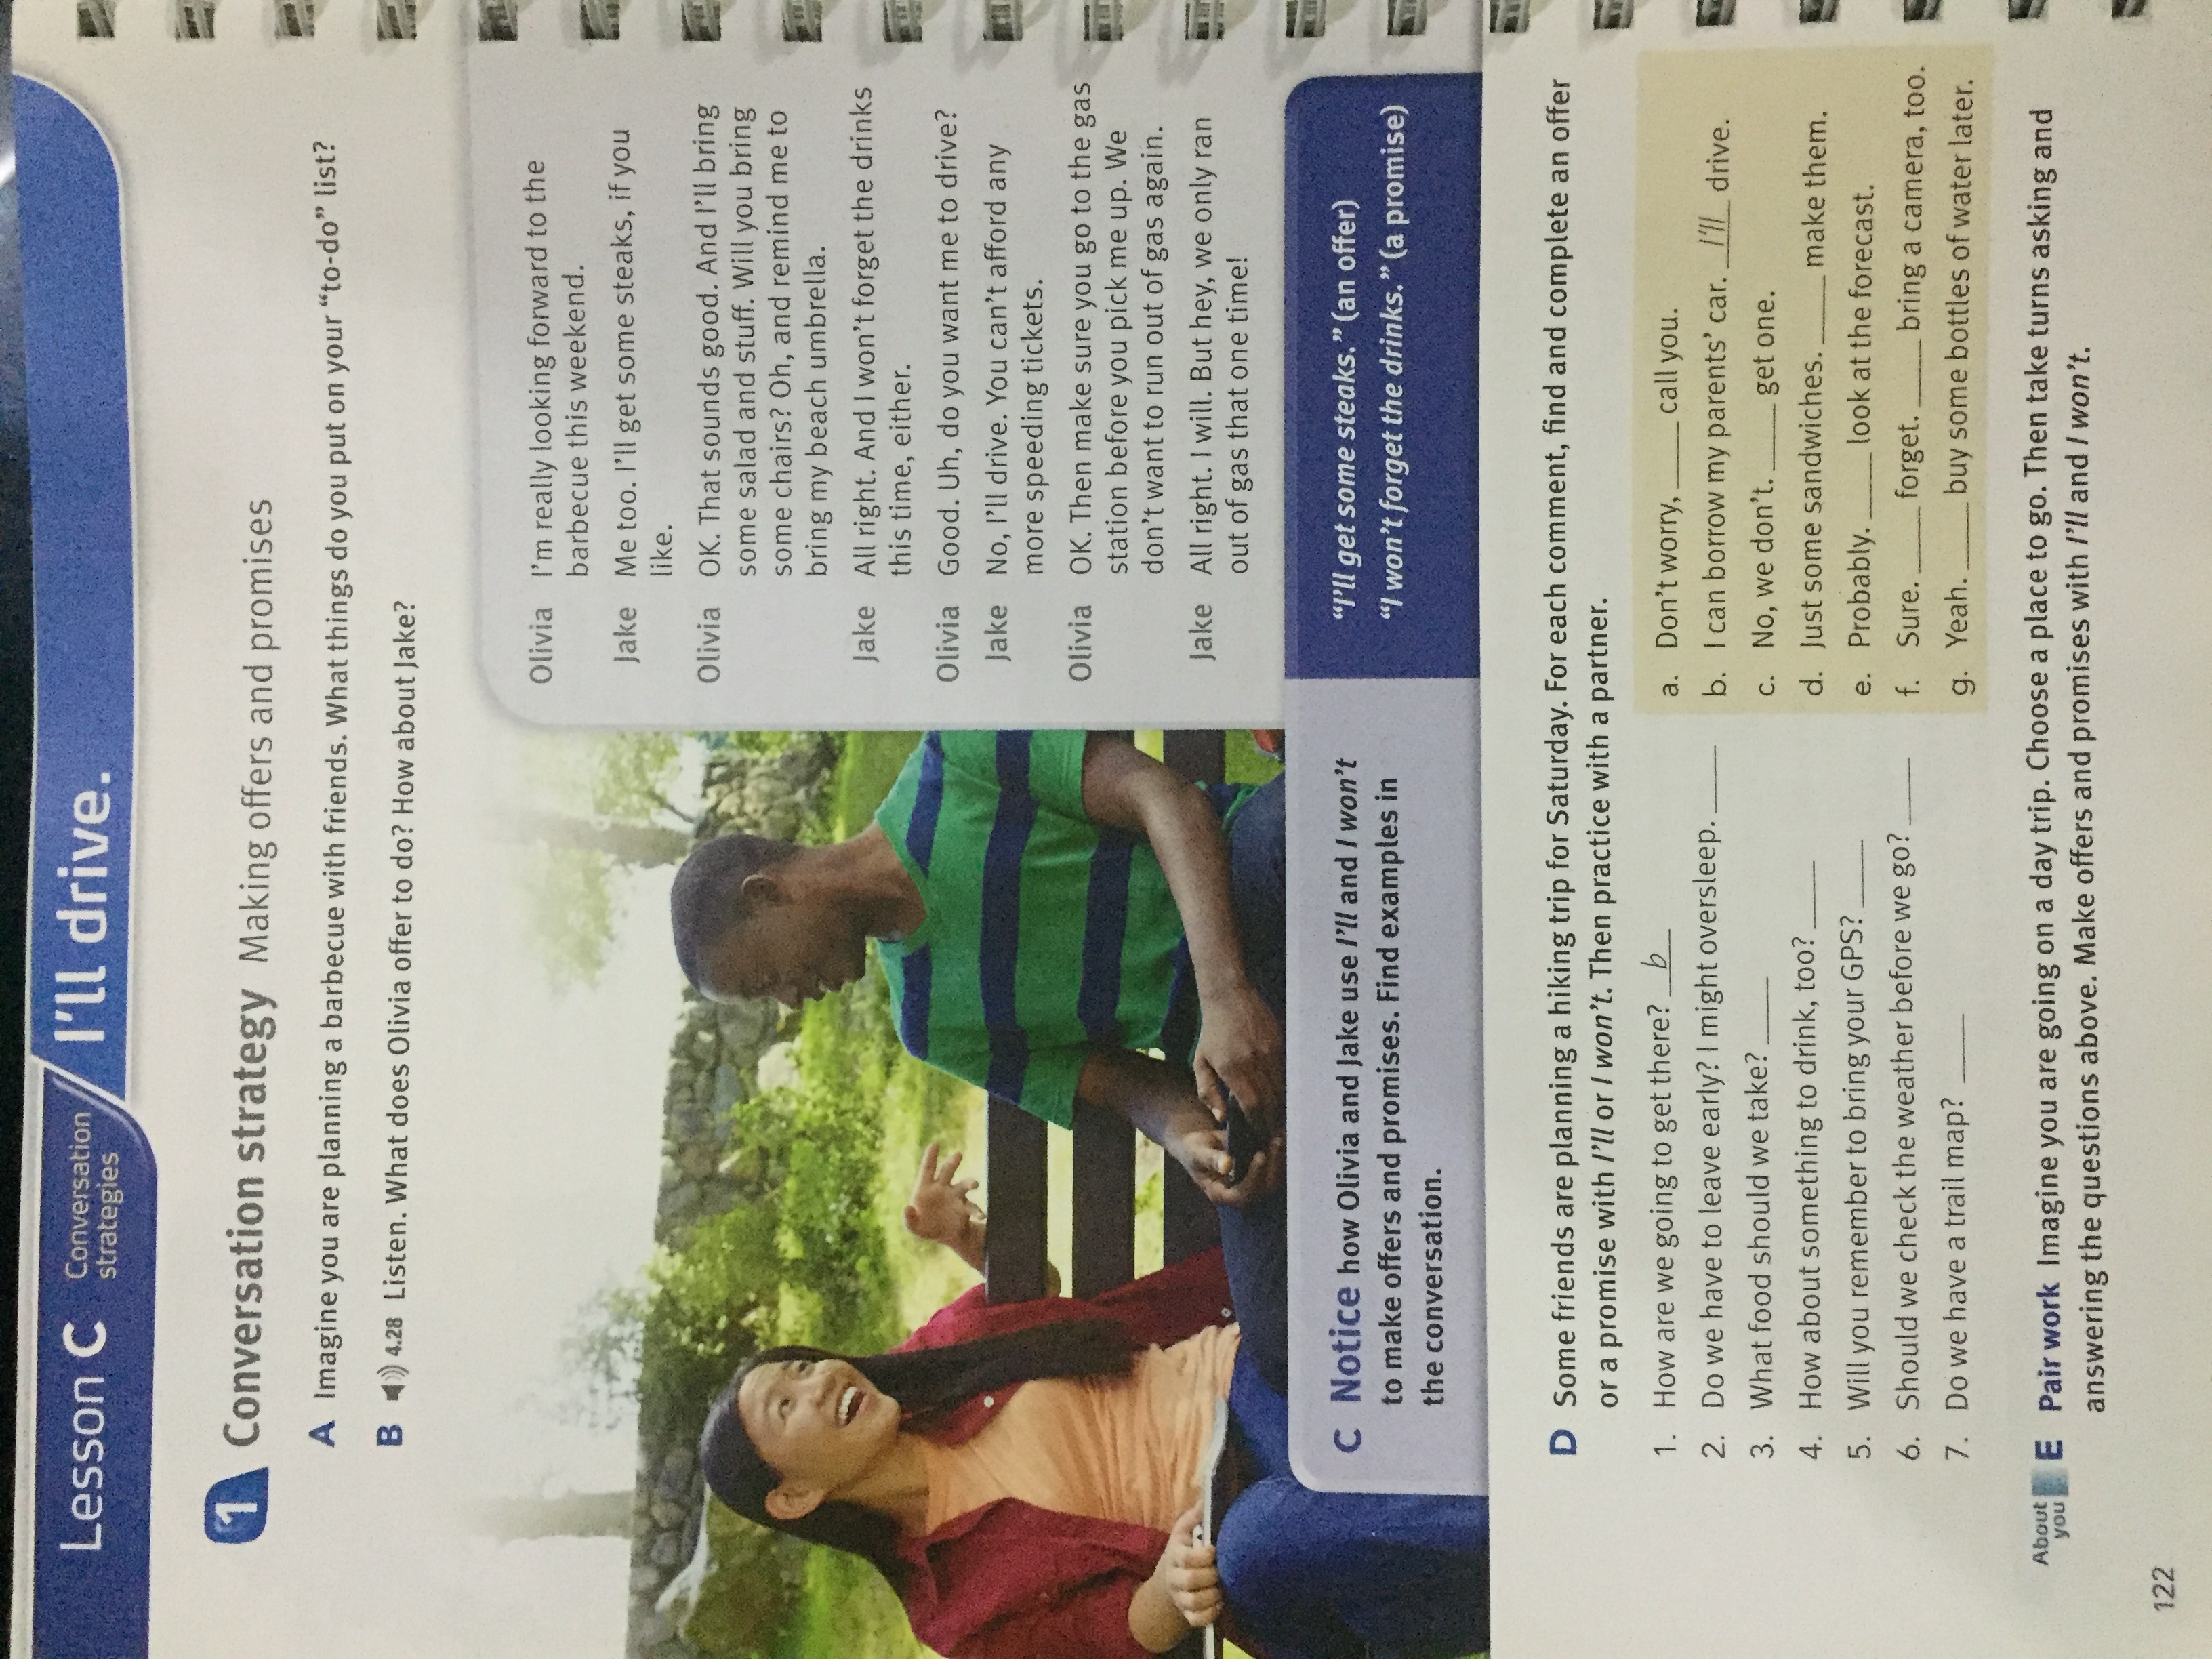 Lesson C Conversation strategies I'll drive.
1 Conversation strategy Making offers and promises
A Imagine you are planning a barbecue with friends. What things do you put on your “to-do” list?
B 4.28 Listen. What does Olivia offer to do? How about Jake?
Olivia I'm really looking forward to the
barbecue this weekend.
Jake Me too. I'll get some steaks, if you
like.
Olivia OK. That sounds good. And I'll bring
some salad and stuff. Will you bring
some chairs? Oh, and remind me to
bring my beach umbrella.
Jake All right. And I won't forget the drinks
this time, either.
Olivia Good. Uh, do you want me to drive?
Jake No, I'll drive. You can't afford any
more speeding tickets.
Olivia OK. Then make sure you go to the gas
station before you pick me up. We
don't want to run out of gas again.
Jake All right. I will. But hey, we only ran
out of gas that one time!
C Notice how Olivia and Jake use I'll and I won't
to make offers and promises. Find examples in
the conversation.
“I'll get some steaks.” (an offer)
“I won't forget the drinks.” (a promise)
D Some friends are planning a hiking trip for Saturday. For each comment, find and complete an offer
or a promise with I'll or I won't. Then practice with a partner.
1. How are we going to get there? b
2. Do we have to leave early? I might oversleep. ____
3. What food should we take? ____
4. How about something to drink, too? ____
5. Will you remember to bring your GPS? ____
6. Should we check the weather before we go? ____
7. Do we have a trail map? ____
a. Don't worry, ____ call you.
b. I can borrow my parents' car. I'll drive.
c. No, we don't. ____ get one.
d. Just some sandwiches. ____ make them.
e. Probably. ____ look at the forecast.
f. Sure. ____ forget. ____ bring a camera, too.
g. Yeah. ____ buy some bottles of water later.
About you E Pair work Imagine you are going on a day trip. Choose a place to go. Then take turns asking and
answering the questions above. Make offers and promises with I'll and I won't.
122